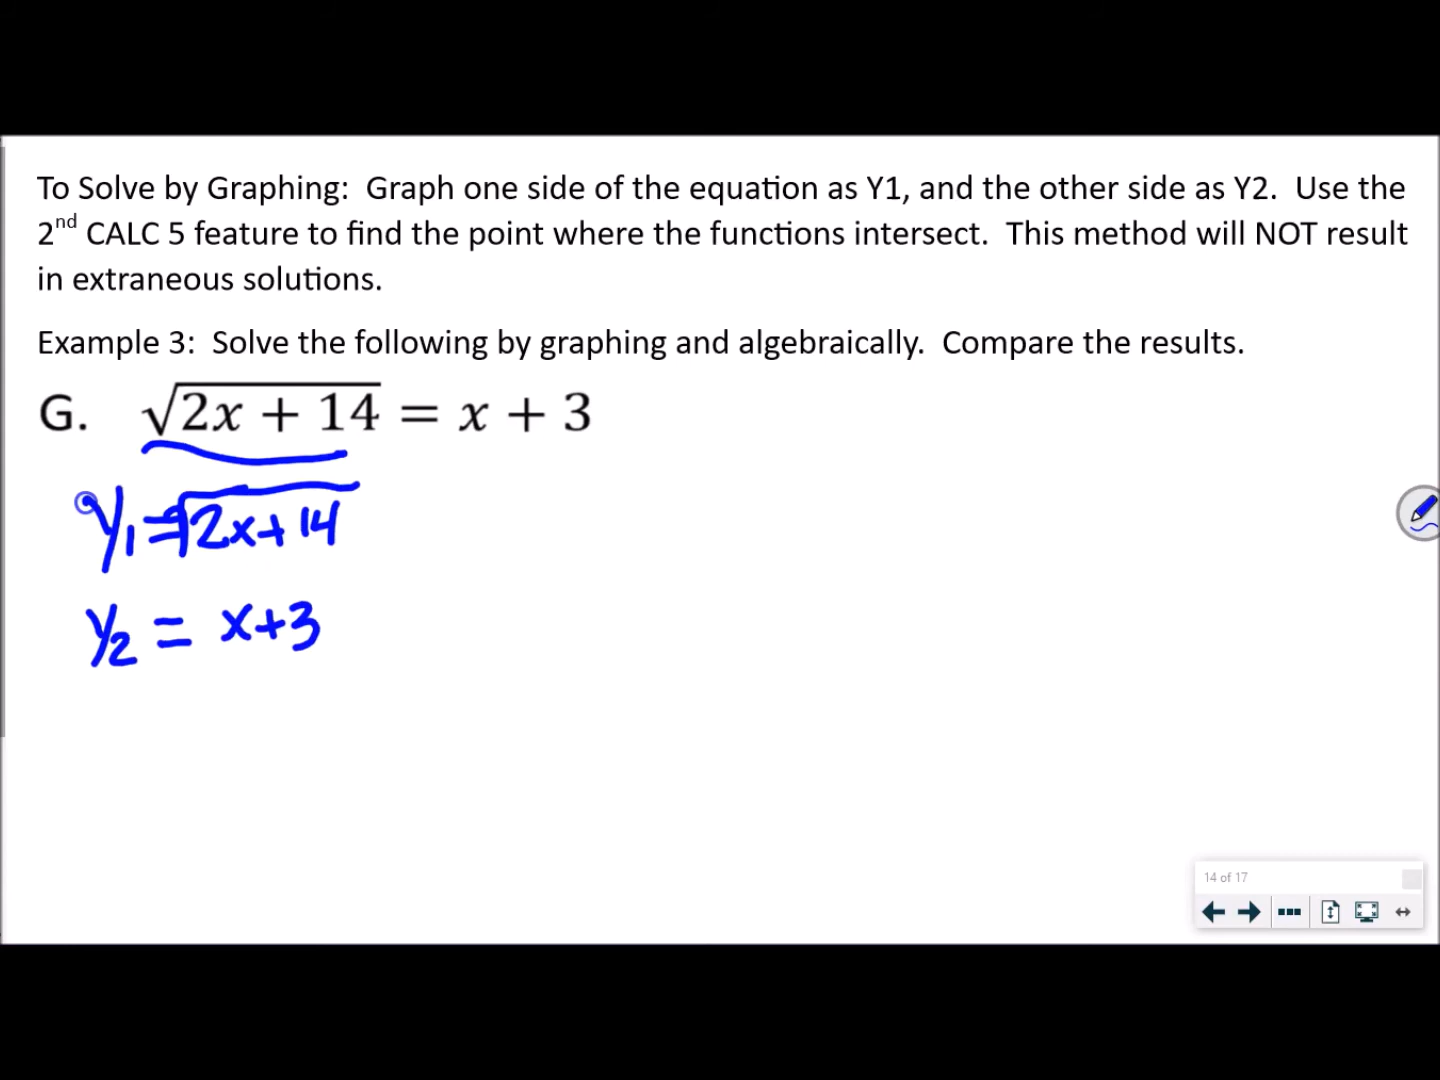 To Solve by Graphing: Graph one side of the equation as Y1, and the other side as Y2. Use the
2nd CALC 5 feature to find the point where the functions intersect. This method will NOT result
in extraneous solutions.
Example 3: Solve the following by graphing and algebraically. Compare the results.
G. √2x + 14 = x + 3
y₁ = √2x + 14
y₂ = x + 3
14 of 17